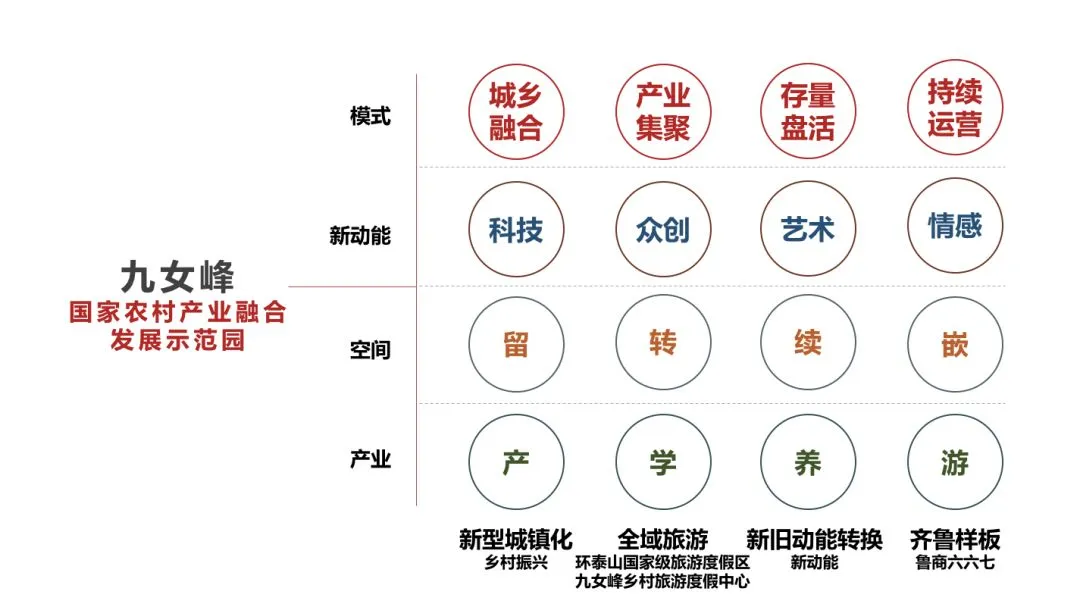 九女峰
国家农村产业融合
发展示范园
模式
城乡
融合
产业
集聚
存量
盘活
持续
运营
新动能
科技
众创
艺术
情感
空间
留
转
续
嵌
产业
产
学
养
游
新型城镇化
乡村振兴
全域旅游
环泰山国家级旅游度假区
九女峰乡村旅游度假中心
新旧动能转换
新动能
齐鲁样板
鲁商六六七